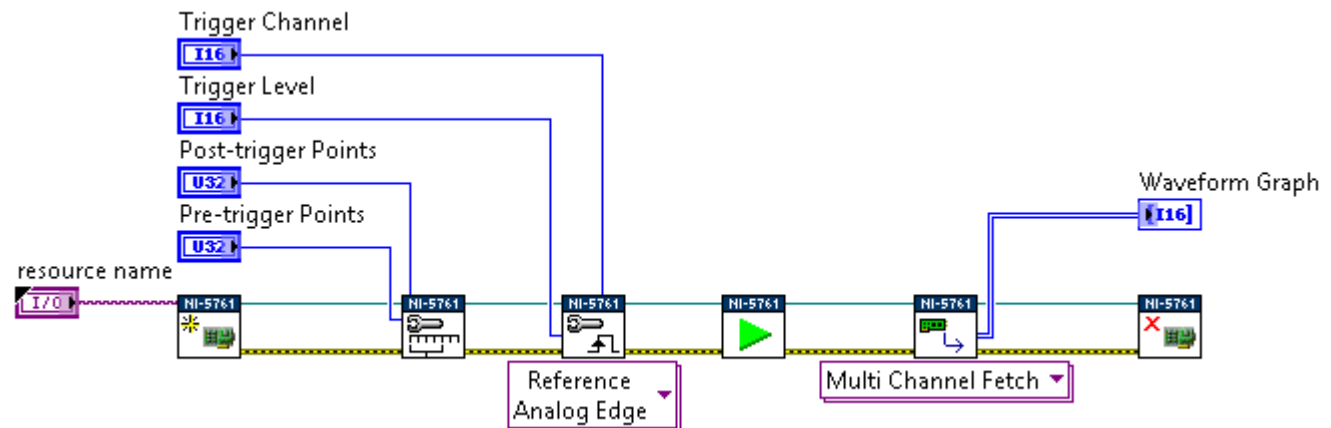 Trigger Channel
I16
Trigger Level
I16
Post-trigger Points
U32
Pre-trigger Points
U32
resource name
I/O
NI-5761
NI-5761
NI-5761
NI-5761
NI-5761
NI-5761
Reference
Analog Edge
Multi Channel Fetch
Waveform Graph
[I16]